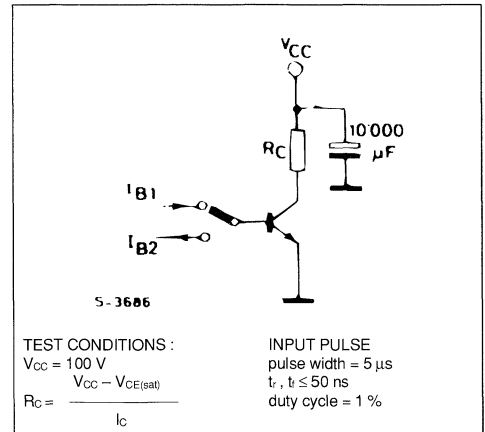 VCC
10'000
µF
RC
IB1
IB2
S-3686
TEST CONDITIONS :
VCC = 100 V
RC = VCC – VCE(sat)
IC
INPUT PULSE
pulse width = 5 µs
tr , tf ≤ 50 ns
duty cycle = 1 %